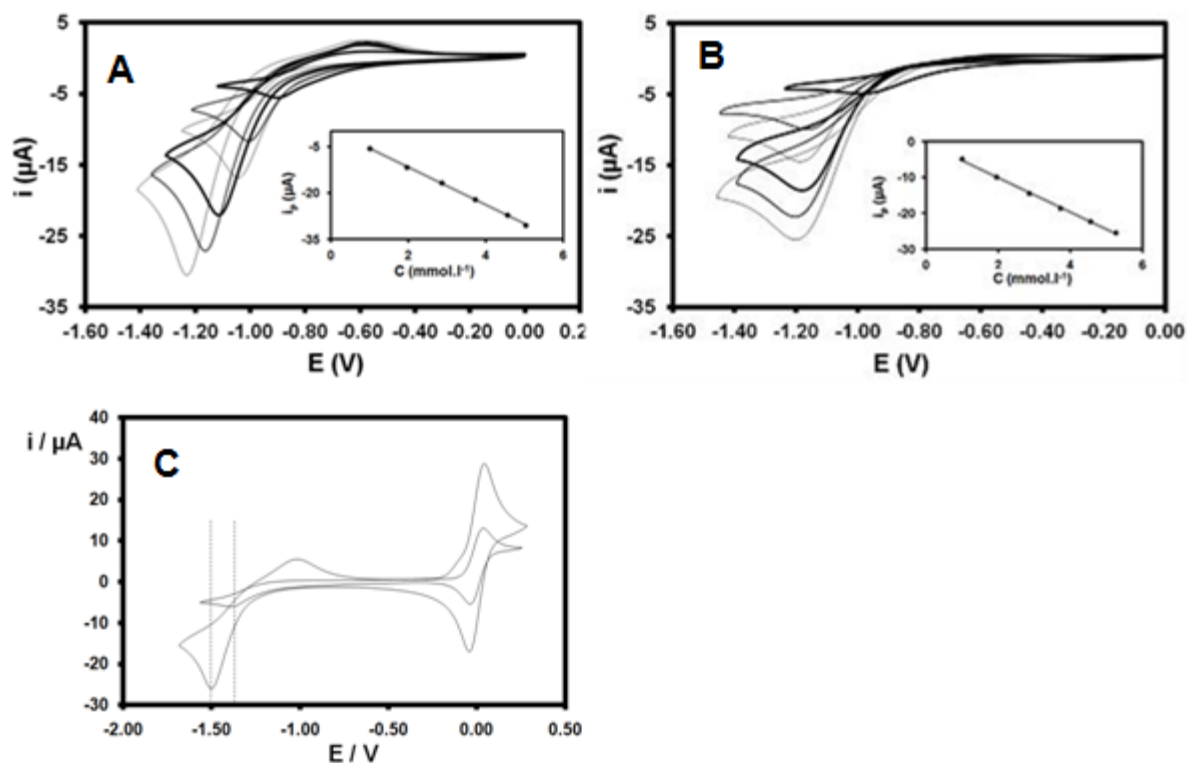 A
5
-5
-15
-25
-35
i (µA)
-1.60 -1.40 -1.20 -1.00 -0.80 -0.60 -0.40 -0.20 0.00 0.2
E (V)
-5
-20
-35
iₚ (µA)
0 2 4 6
C (mmol.l⁻¹)
B
5
-5
-15
-25
-35
i (µA)
-1.60 -1.40 -1.20 -1.00 -0.80 -0.60 -0.40 -0.20 0.00
E (V)
0
-10
-20
-30
iₚ (µA)
0 2 4 6
C (mmol.l⁻¹)
C
40
30
20
10
0
-10
-20
-30
i / µA
-2.00 -1.50 -1.00 -0.50 0.00 0.50
E / V